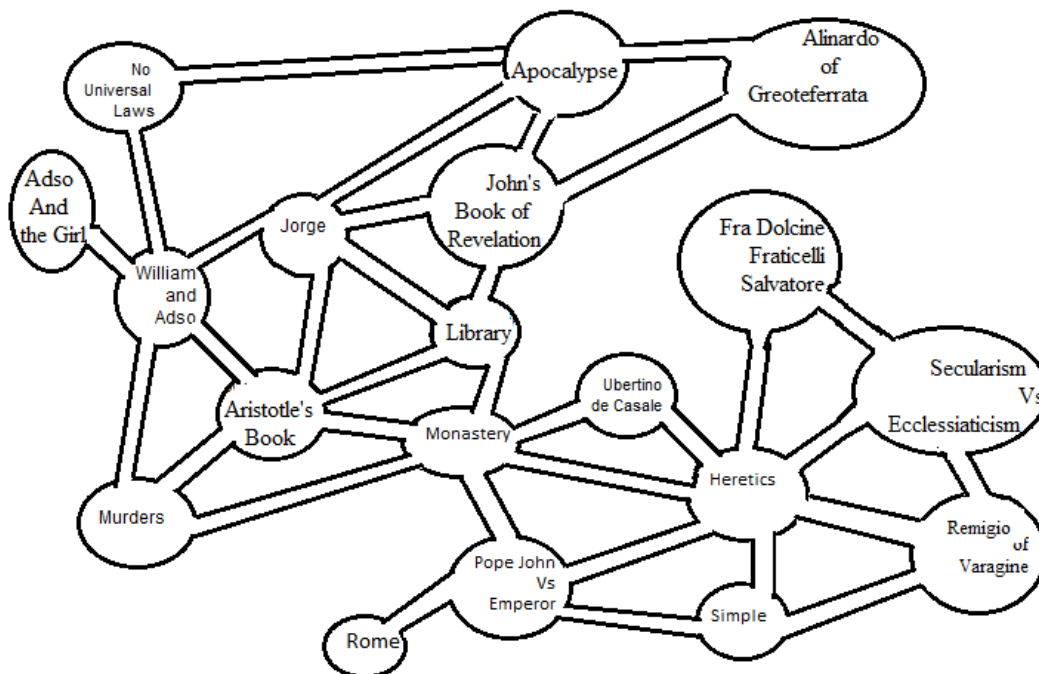 No
Universal
Laws
Apocalypse
Alinardo
of
Greoteferrata
Adso
And
the Girl
Jorge
John's
Book of
Revelation
Fra Dolcine
Fraticelli
Salvatore
William
and
Adso
Library
Secularism
Vs
Ecclessiaticism
Ubertino
de Casale
Aristotle's
Book
Monastery
Heretics
Murders
Remigio
of
Varagine
Pope John
Vs
Emperor
Simple
Rome